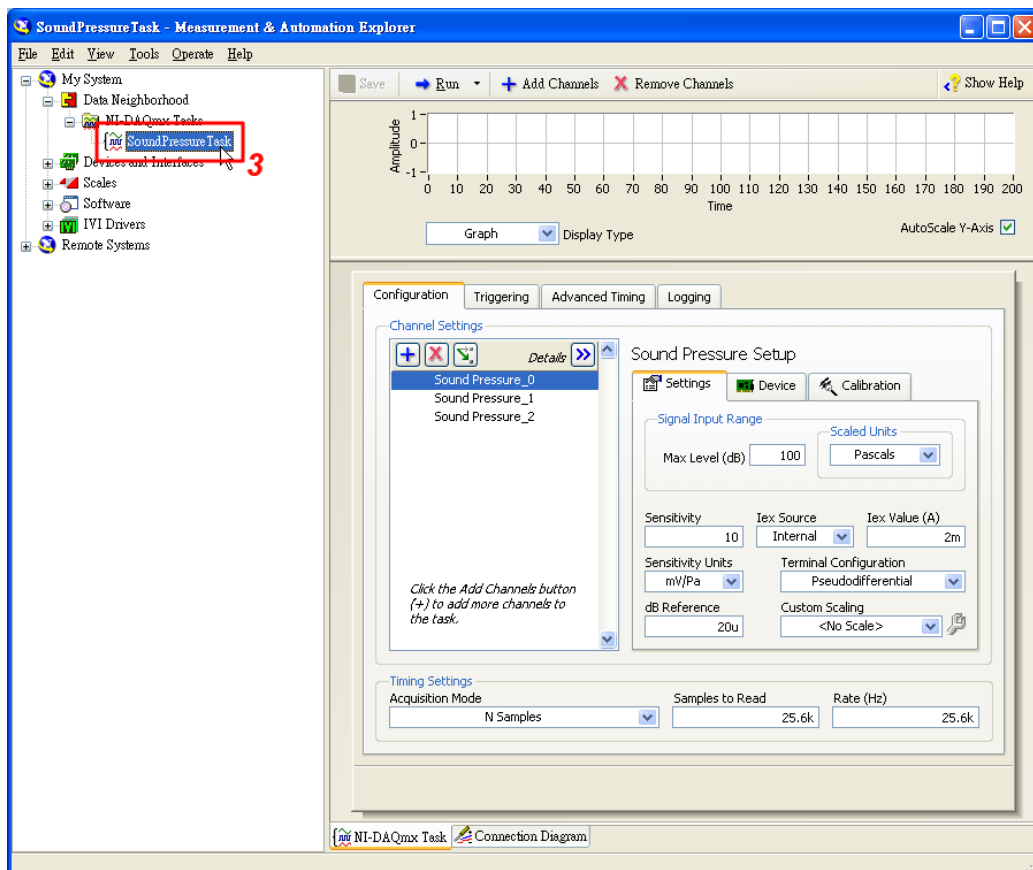 SoundPressureTask - Measurement & Automation Explorer
File Edit View Tools Operate Help
My System
Data Neighborhood
NI-DAQmx Tasks
SoundPressureTask
3
Devices and Interfaces
Scales
Software
IVI Drivers
Remote Systems
Save Run Add Channels Remove Channels Show Help
Amplitude
1
0
-1
0 10 20 30 40 50 60 70 80 90 100 110 120 130 140 150 160 170 180 190 200
Time
Graph Display Type AutoScale Y-Axis
Configuration Triggering Advanced Timing Logging
Channel Settings
Details
Sound Pressure_0
Sound Pressure_1
Sound Pressure_2
Click the Add Channels button
(+) to add more channels to
the task.
Sound Pressure Setup
Settings Device Calibration
Signal Input Range
Scaled Units
Max Level (dB) 100 Pascals
Sensitivity Iex Source Iex Value (A)
10 Internal 2m
Sensitivity Units Terminal Configuration
mV/Pa Pseudodifferential
dB Reference Custom Scaling
20u <No Scale>
Timing Settings
Acquisition Mode Samples to Read Rate (Hz)
N Samples 25.6k 25.6k
NI-DAQmx Task Connection Diagram